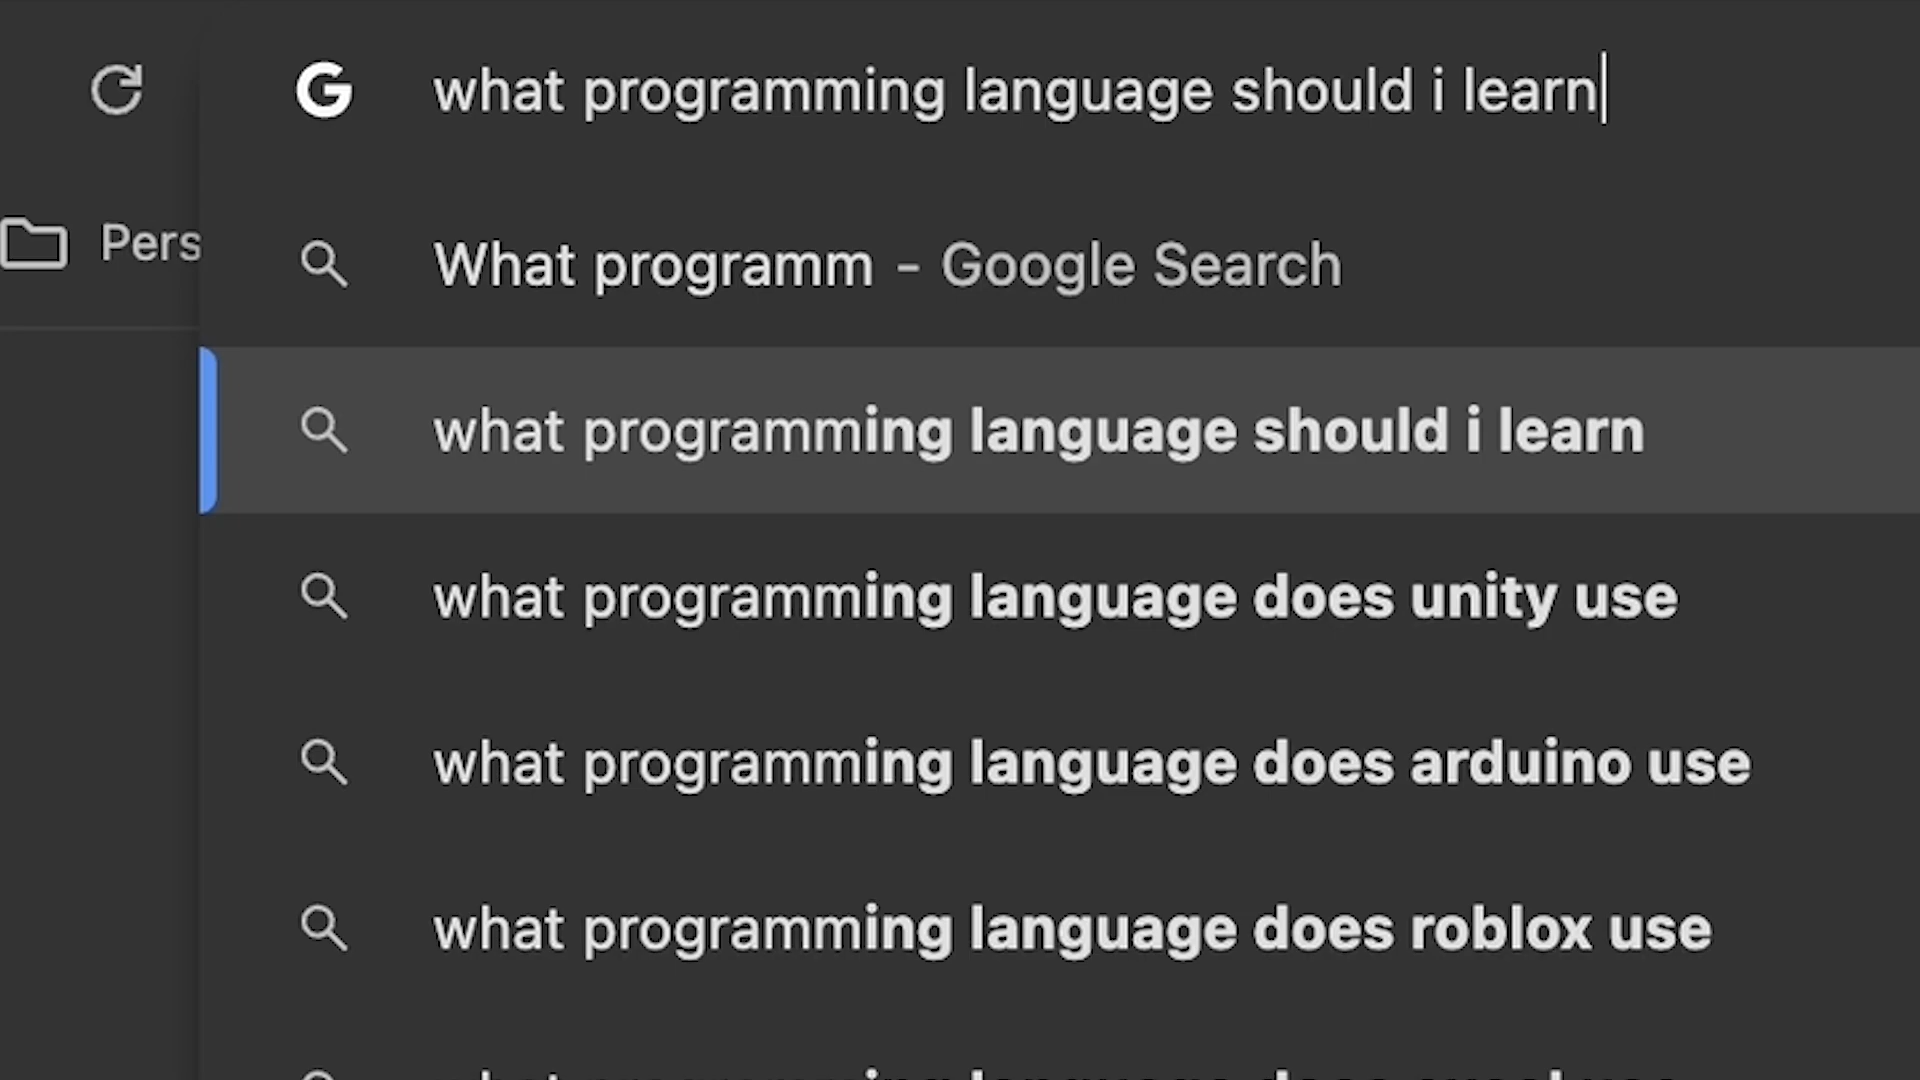 what programming language should i learn
Pers
What programm - Google Search
what programming language should i learn
what programming language does unity use
what programming language does arduino use
what programming language does roblox use